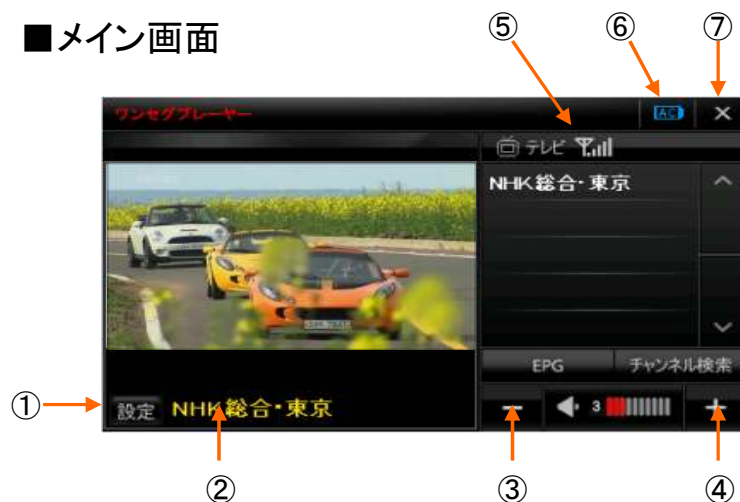 ■メイン画面
⑤ ⑥ ⑦
ワンセグプレーヤー AC ×
テレビ
NHK総合・東京
EPG チャンネル検索
① 設定 NHK総合・東京 － 3 ＋
② ③ ④